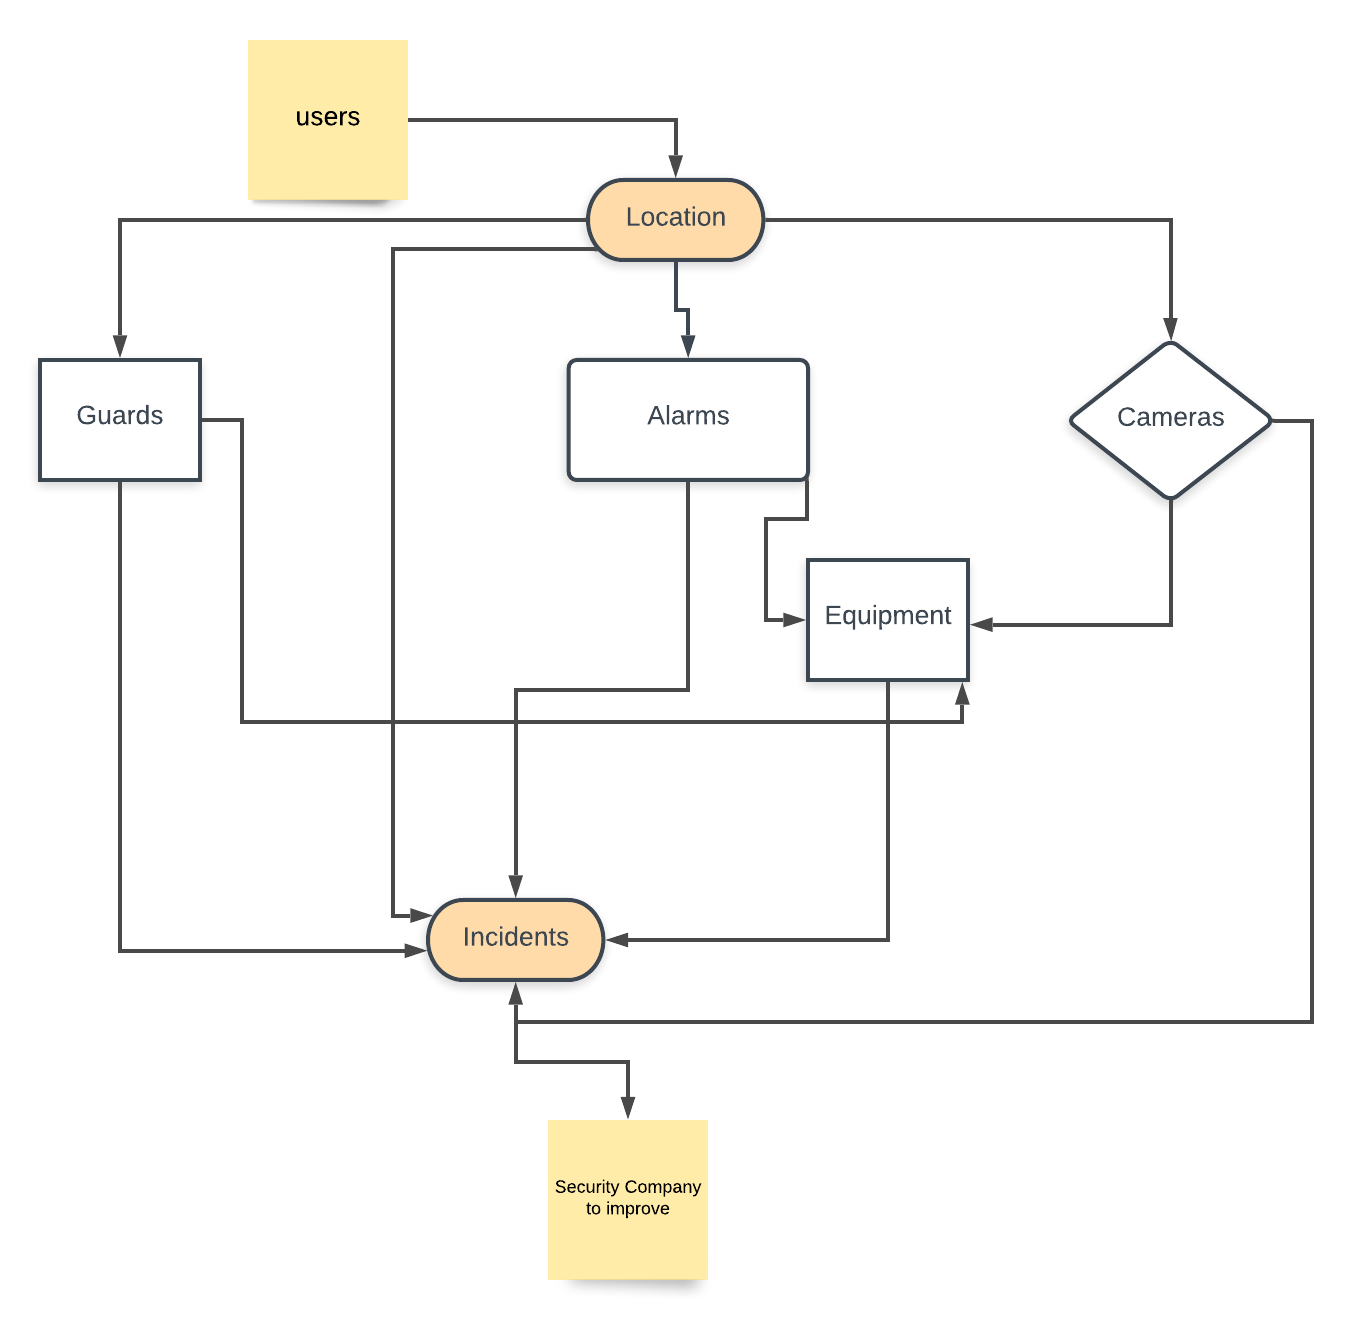 users
Location
Guards
Alarms
Cameras
Equipment
Incidents
Security Company
to improve